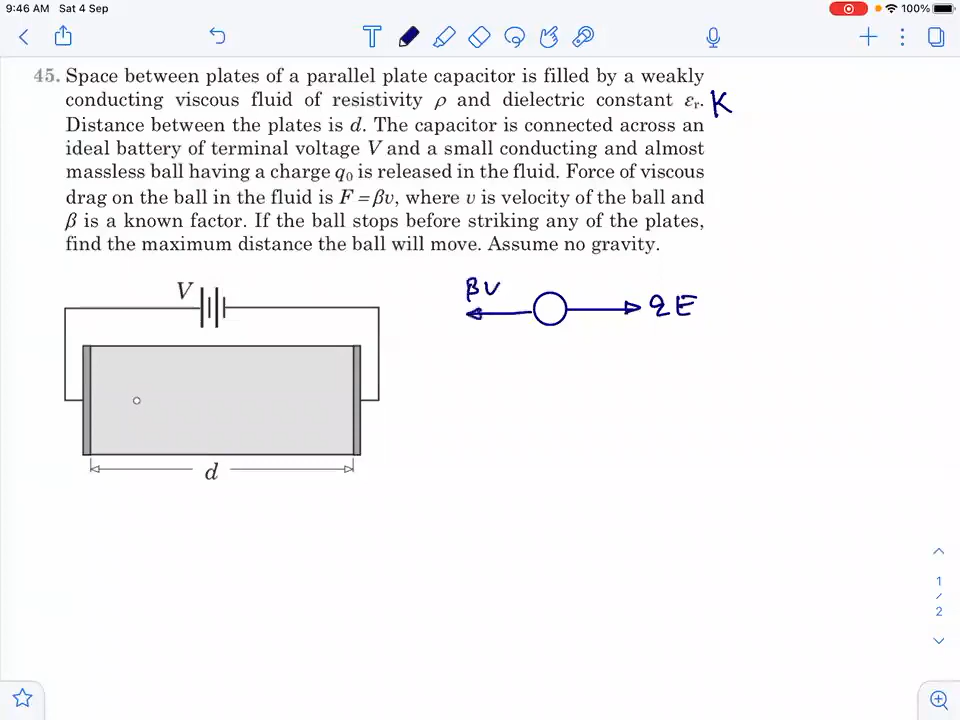 9:46 AM Sat 4 Sep
100%
T
45. Space between plates of a parallel plate capacitor is filled by a weakly
conducting viscous fluid of resistivity ρ and dielectric constant εr. K
Distance between the plates is d. The capacitor is connected across an
ideal battery of terminal voltage V and a small conducting and almost
massless ball having a charge q0 is released in the fluid. Force of viscous
drag on the ball in the fluid is F = βυ, where υ is velocity of the ball and
β is a known factor. If the ball stops before striking any of the plates,
find the maximum distance the ball will move. Assume no gravity.
V
βv
qE
d
1
/
2